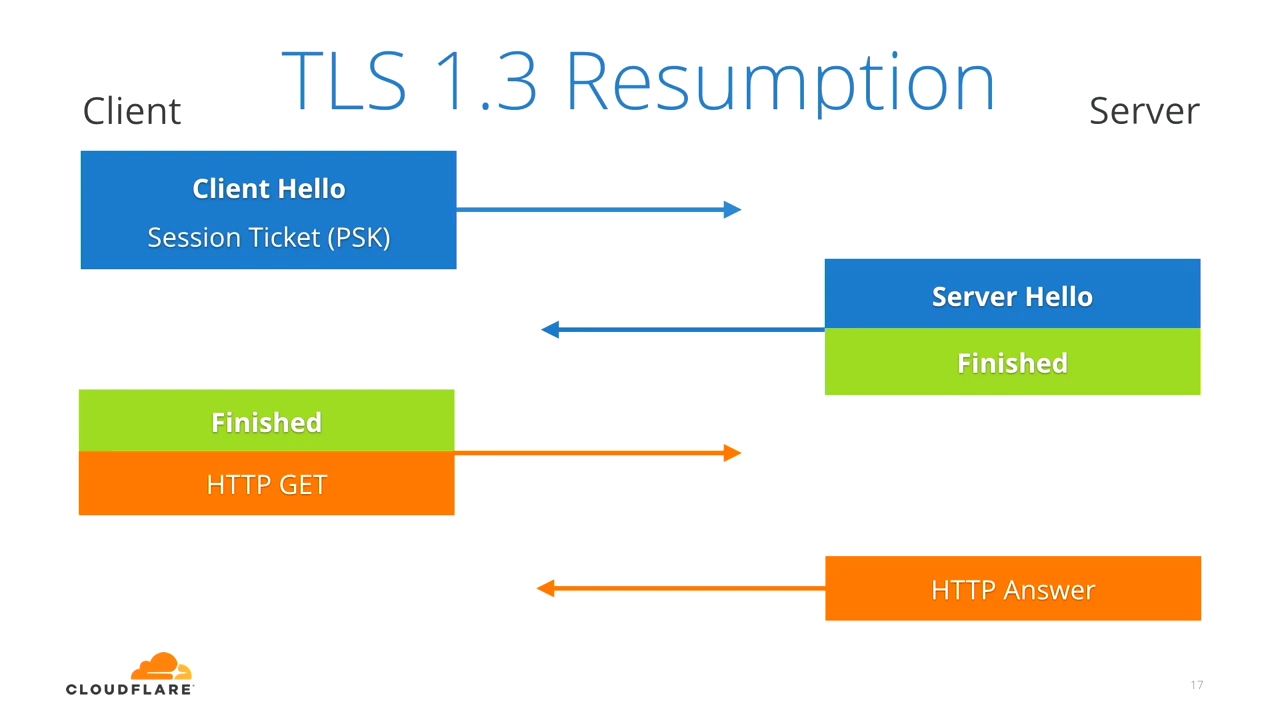 TLS 1.3 Resumption
Client
Server
Client Hello
Session Ticket (PSK)
Server Hello
Finished
Finished
HTTP GET
HTTP Answer
CLOUDFLARE
17